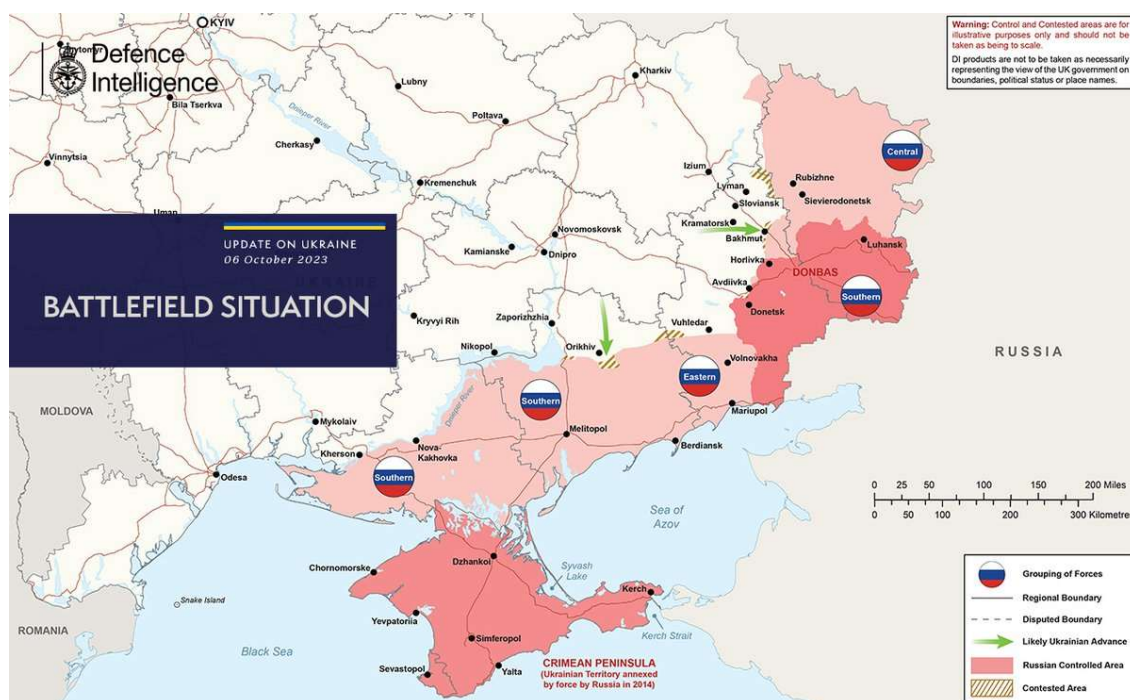 KYIV
Defence
Intelligence
Bila Tserkva
Vinnytsia
Uman
Cherkasy
Dnieper River
Lubny
Poltava
Kremenchuk
Kharkiv
Izium
Lyman
Sloviansk
Kramatorsk
Bakhmut
Rubizhne
Sievierodonetsk
Central
Warning: Control and Contested areas are for
illustrative purposes only and should not be
taken as being to scale.
DI products are not to be taken as necessarily
representing the view of the UK government on
boundaries, political status or place names.
UPDATE ON UKRAINE
06 October 2023
BATTLEFIELD SITUATION
Novomoskovsk
Kamianske
Dnipro
Horlivka
Luhansk
DONBAS
Avdiivka
Southern
Donetsk
Kryvyi Rih
Zaporizhzhia
Vuhledar
Nikopol
Orikhiv
Volnovakha
RUSSIA
Eastern
Southern
Dnieper River
Mariupol
MOLDOVA
Mykolaiv
Melitopol
Berdiansk
Kherson
Nova-
Kakhovka
Southern
Odesa
Sea of
Azov
0 25 50 100 150 200 Miles
0 50 100 200 300 Kilometres
Dzhankoi
Chornomorske
Syvash
Lake
Kerch
Snake Island
Yevpatoriia
Kerch Strait
ROMANIA
Black Sea
Simferopol
Sevastopol
Yalta
CRIMEAN PENINSULA
(Ukrainian Territory annexed
by force by Russia in 2014)
Grouping of Forces
Regional Boundary
Disputed Boundary
Likely Ukrainian Advance
Russian Controlled Area
Contested Area